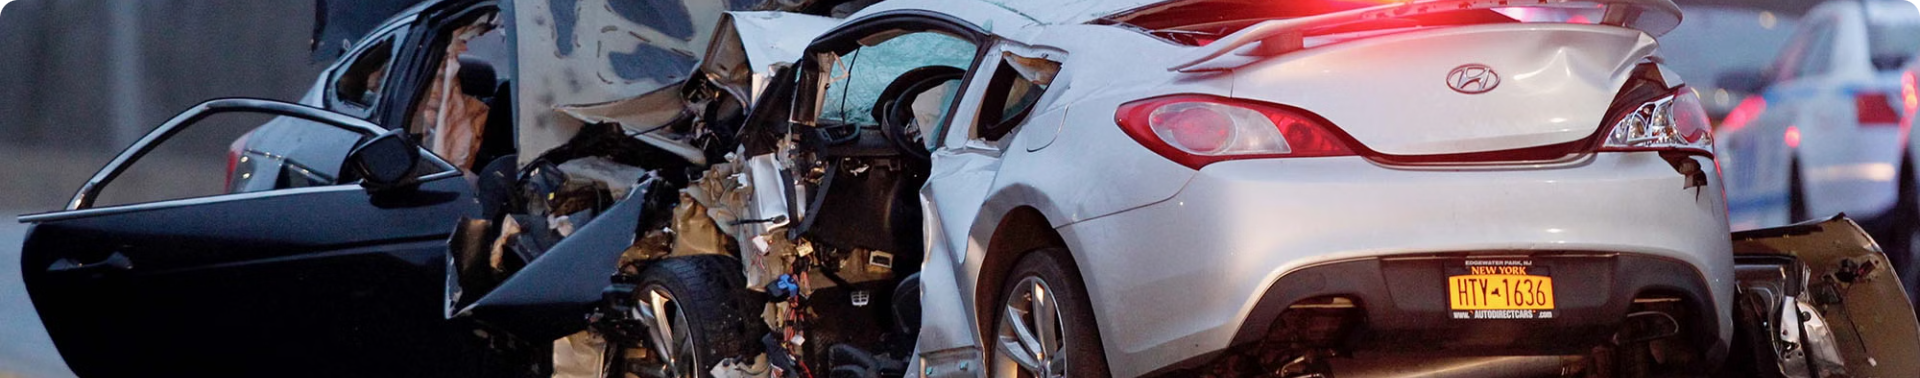 EDGEWATER PARK, NJ
NEW YORK
HTY 1636
www. AUTODIRECTCARS .com